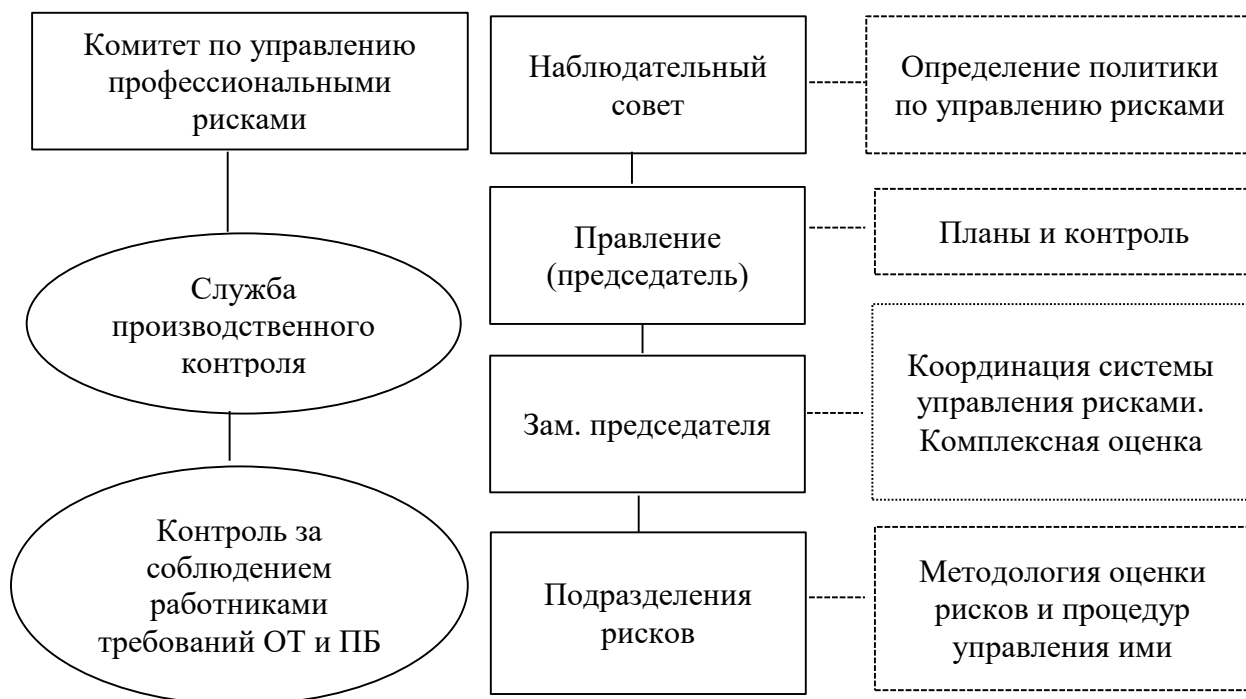 Комитет по управлению
профессиональными
рисками
Служба
производственного
контроля
Контроль за
соблюдением
работниками
требований ОТ и ПБ
Наблюдательный
совет
Определение политики
по управлению рисками
Правление
(председатель)
Планы и контроль
Зам. председателя
Координация системы
управления рисками.
Комплексная оценка
Подразделения
рисков
Методология оценки
рисков и процедур
управления ими